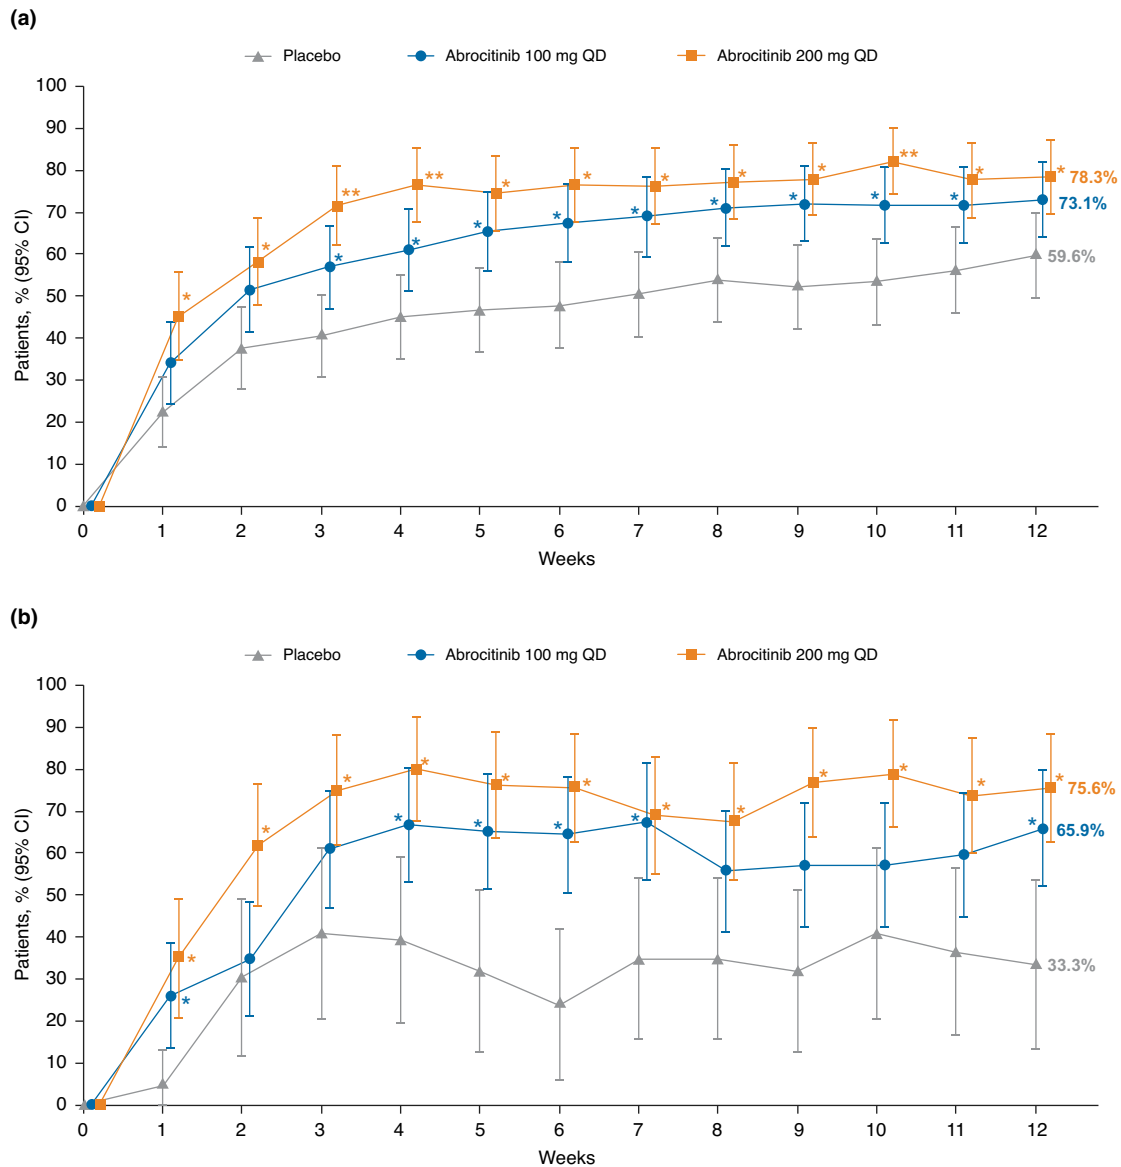 (a)
Placebo Abrocitinib 100 mg QD Abrocitinib 200 mg QD
Patients, % (95% CI)
100
90
80
70
60
50
40
30
20
10
0
* * ** ** * * * * * ** * *
* * * * * * * * *
78.3%
73.1%
59.6%
0 1 2 3 4 5 6 7 8 9 10 11 12
Weeks
(b)
Placebo Abrocitinib 100 mg QD Abrocitinib 200 mg QD
Patients, % (95% CI)
100
90
80
70
60
50
40
30
20
10
0
* * * * * * * * * * * *
* * * * * *
75.6%
65.9%
33.3%
0 1 2 3 4 5 6 7 8 9 10 11 12
Weeks